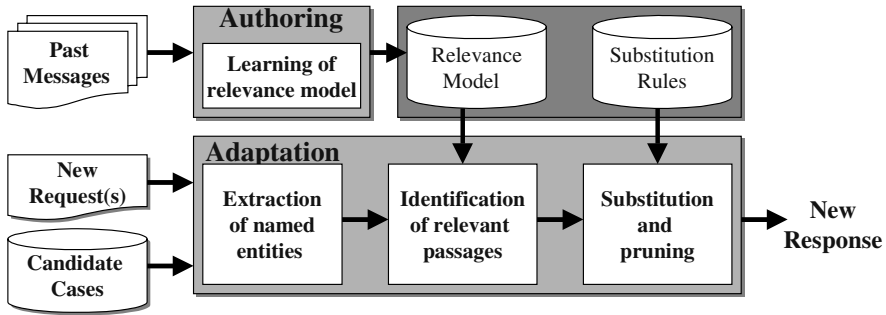 Authoring
Past
Messages
Learning of
relevance model
Relevance
Model
Substitution
Rules
Adaptation
New
Request(s)
Extraction
of named
entities
Identification
of relevant
passages
Substitution
and
pruning
New
Response
Candidate
Cases